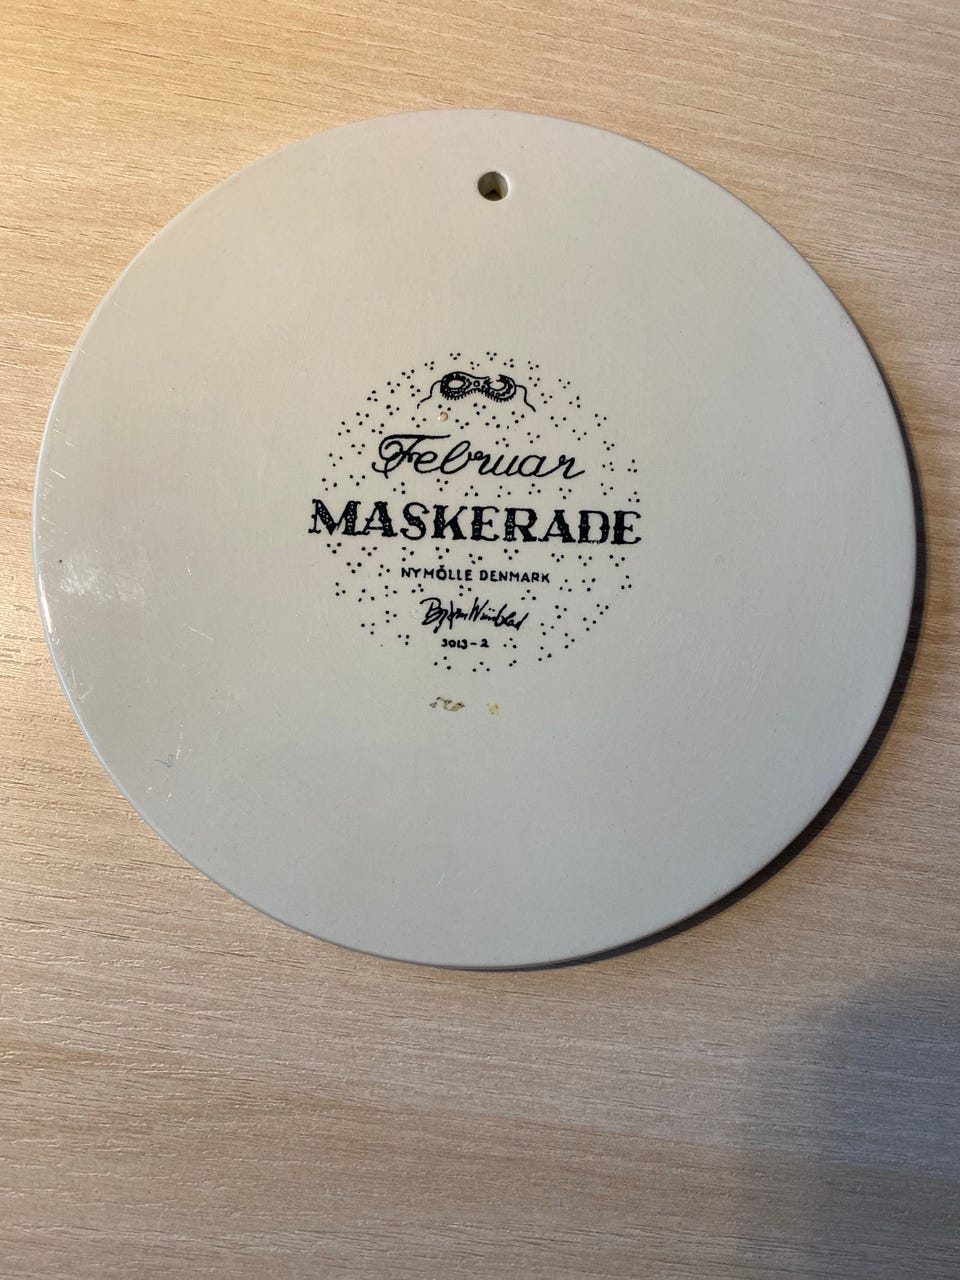 Februar
MASKERADE
NYMÖLLE DENMARK
Bjørn Wiinblad
3013-2